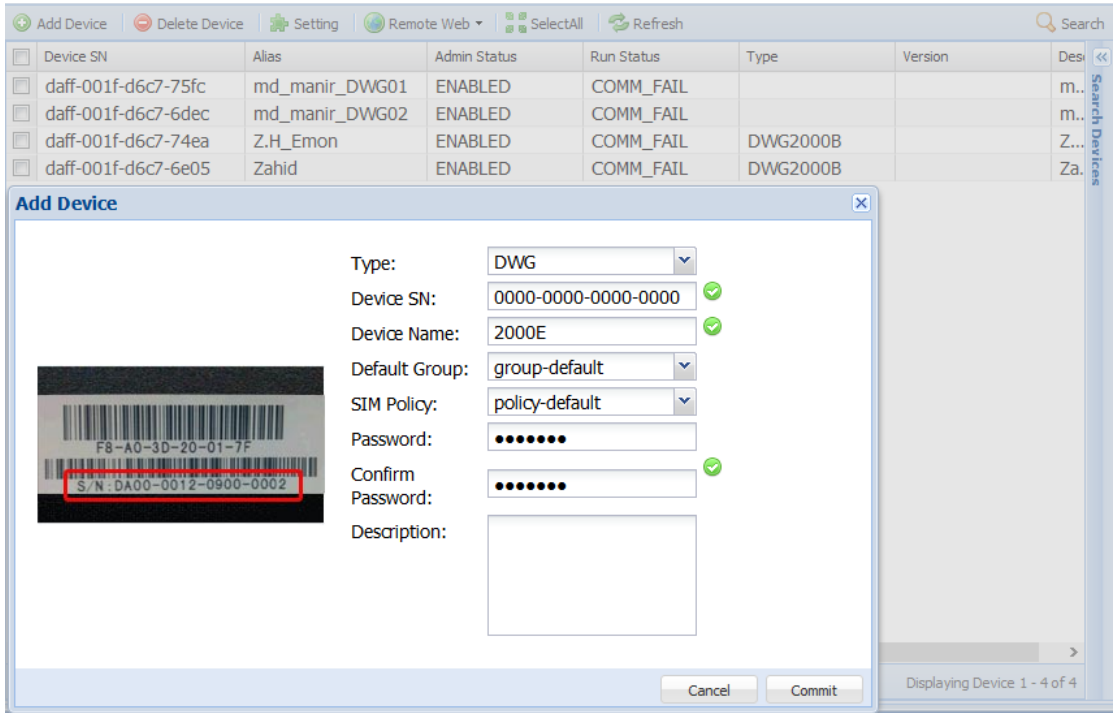 Add Device Delete Device Setting Remote Web SelectAll Refresh Search
Device SN Alias Admin Status Run Status Type Version Des
daff-001f-d6c7-75fc md_manir_DWG01 ENABLED COMM_FAIL m..
daff-001f-d6c7-6dec md_manir_DWG02 ENABLED COMM_FAIL m..
daff-001f-d6c7-74ea Z.H_Emon ENABLED COMM_FAIL DWG2000B Z...
daff-001f-d6c7-6e05 Zahid ENABLED COMM_FAIL DWG2000B Za.
Search Devices
Add Device
Type: DWG
Device SN: 0000-0000-0000-0000
Device Name: 2000E
Default Group: group-default
SIM Policy: policy-default
Password: •••••••
Confirm
Password: •••••••
Description:
F8-A0-3D-20-01-7F
S/N:DA00-0012-0900-0002
Cancel Commit
Displaying Device 1 - 4 of 4